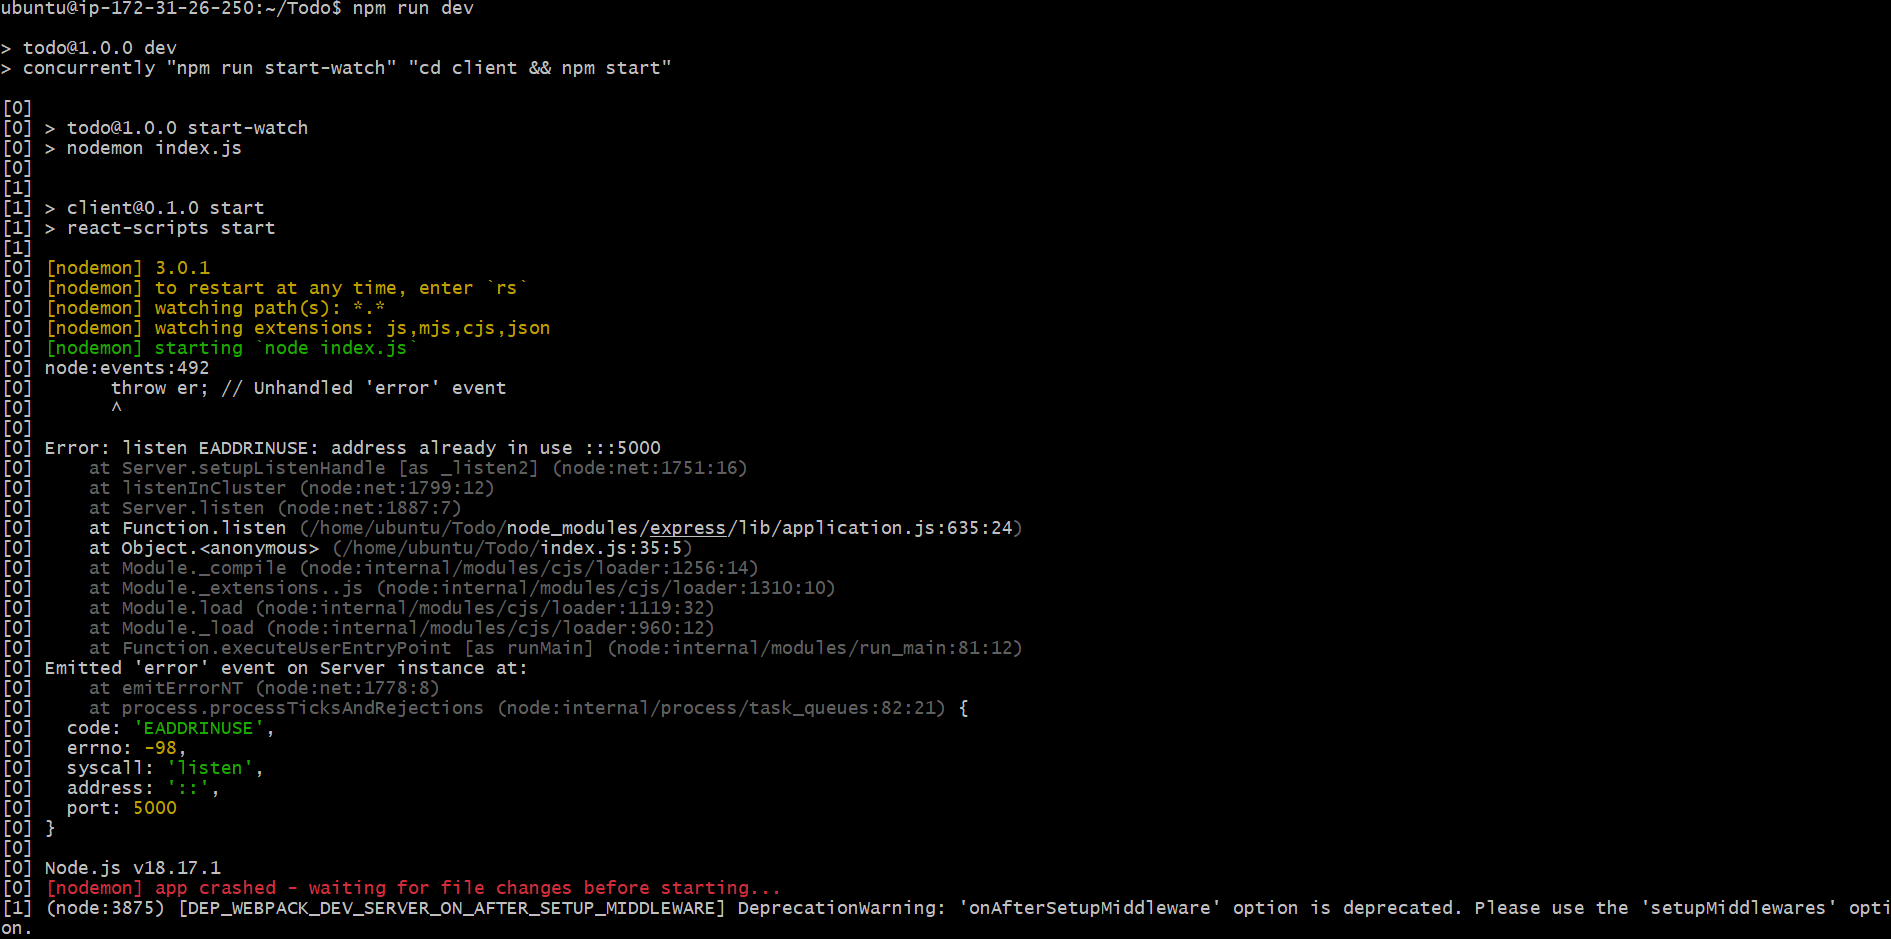 ubuntu@ip-172-31-26-250:~/Todo$ npm run dev
> todo@1.0.0 dev
> concurrently "npm run start-watch" "cd client && npm start"
[0]
[0] > todo@1.0.0 start-watch
[0] > nodemon index.js
[0]
[1]
[1] > client@0.1.0 start
[1] > react-scripts start
[1]
[0] [nodemon] 3.0.1
[0] [nodemon] to restart at any time, enter `rs`
[0] [nodemon] watching path(s): *.*
[0] [nodemon] watching extensions: js,mjs,cjs,json
[0] [nodemon] starting `node index.js`
[0] node:events:492
[0]       throw er; // Unhandled 'error' event
[0]       ^
[0]
[0] Error: listen EADDRINUSE: address already in use :::5000
[0]     at Server.setupListenHandle [as _listen2] (node:net:1751:16)
[0]     at listenInCluster (node:net:1799:12)
[0]     at Server.listen (node:net:1887:7)
[0]     at Function.listen (/home/ubuntu/Todo/node_modules/express/lib/application.js:635:24)
[0]     at Object.<anonymous> (/home/ubuntu/Todo/index.js:35:5)
[0]     at Module._compile (node:internal/modules/cjs/loader:1256:14)
[0]     at Module._extensions..js (node:internal/modules/cjs/loader:1310:10)
[0]     at Module.load (node:internal/modules/cjs/loader:1119:32)
[0]     at Module._load (node:internal/modules/cjs/loader:960:12)
[0]     at Function.executeUserEntryPoint [as runMain] (node:internal/modules/run_main:81:12)
[0] Emitted 'error' event on Server instance at:
[0]     at emitErrorNT (node:net:1778:8)
[0]     at process.processTicksAndRejections (node:internal/process/task_queues:82:21) {
[0]   code: 'EADDRINUSE',
[0]   errno: -98,
[0]   syscall: 'listen',
[0]   address: '::',
[0]   port: 5000
[0] }
[0]
[0] Node.js v18.17.1
[0] [nodemon] app crashed - waiting for file changes before starting...
[1] (node:3875) [DEP_WEBPACK_DEV_SERVER_ON_AFTER_SETUP_MIDDLEWARE] DeprecationWarning: 'onAfterSetupMiddleware' option is deprecated. Please use the 'setupMiddlewares' opti
on.